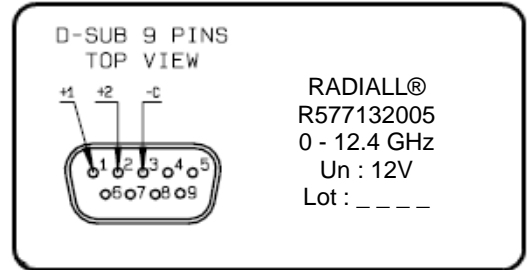 D-SUB 9 PINS
TOP VIEW
+1 +2 -C
1 2 3 4 5
6 7 8 9
RADIALL®
R577132005
0 - 12.4 GHz
Un : 12V
Lot : _ _ _ _